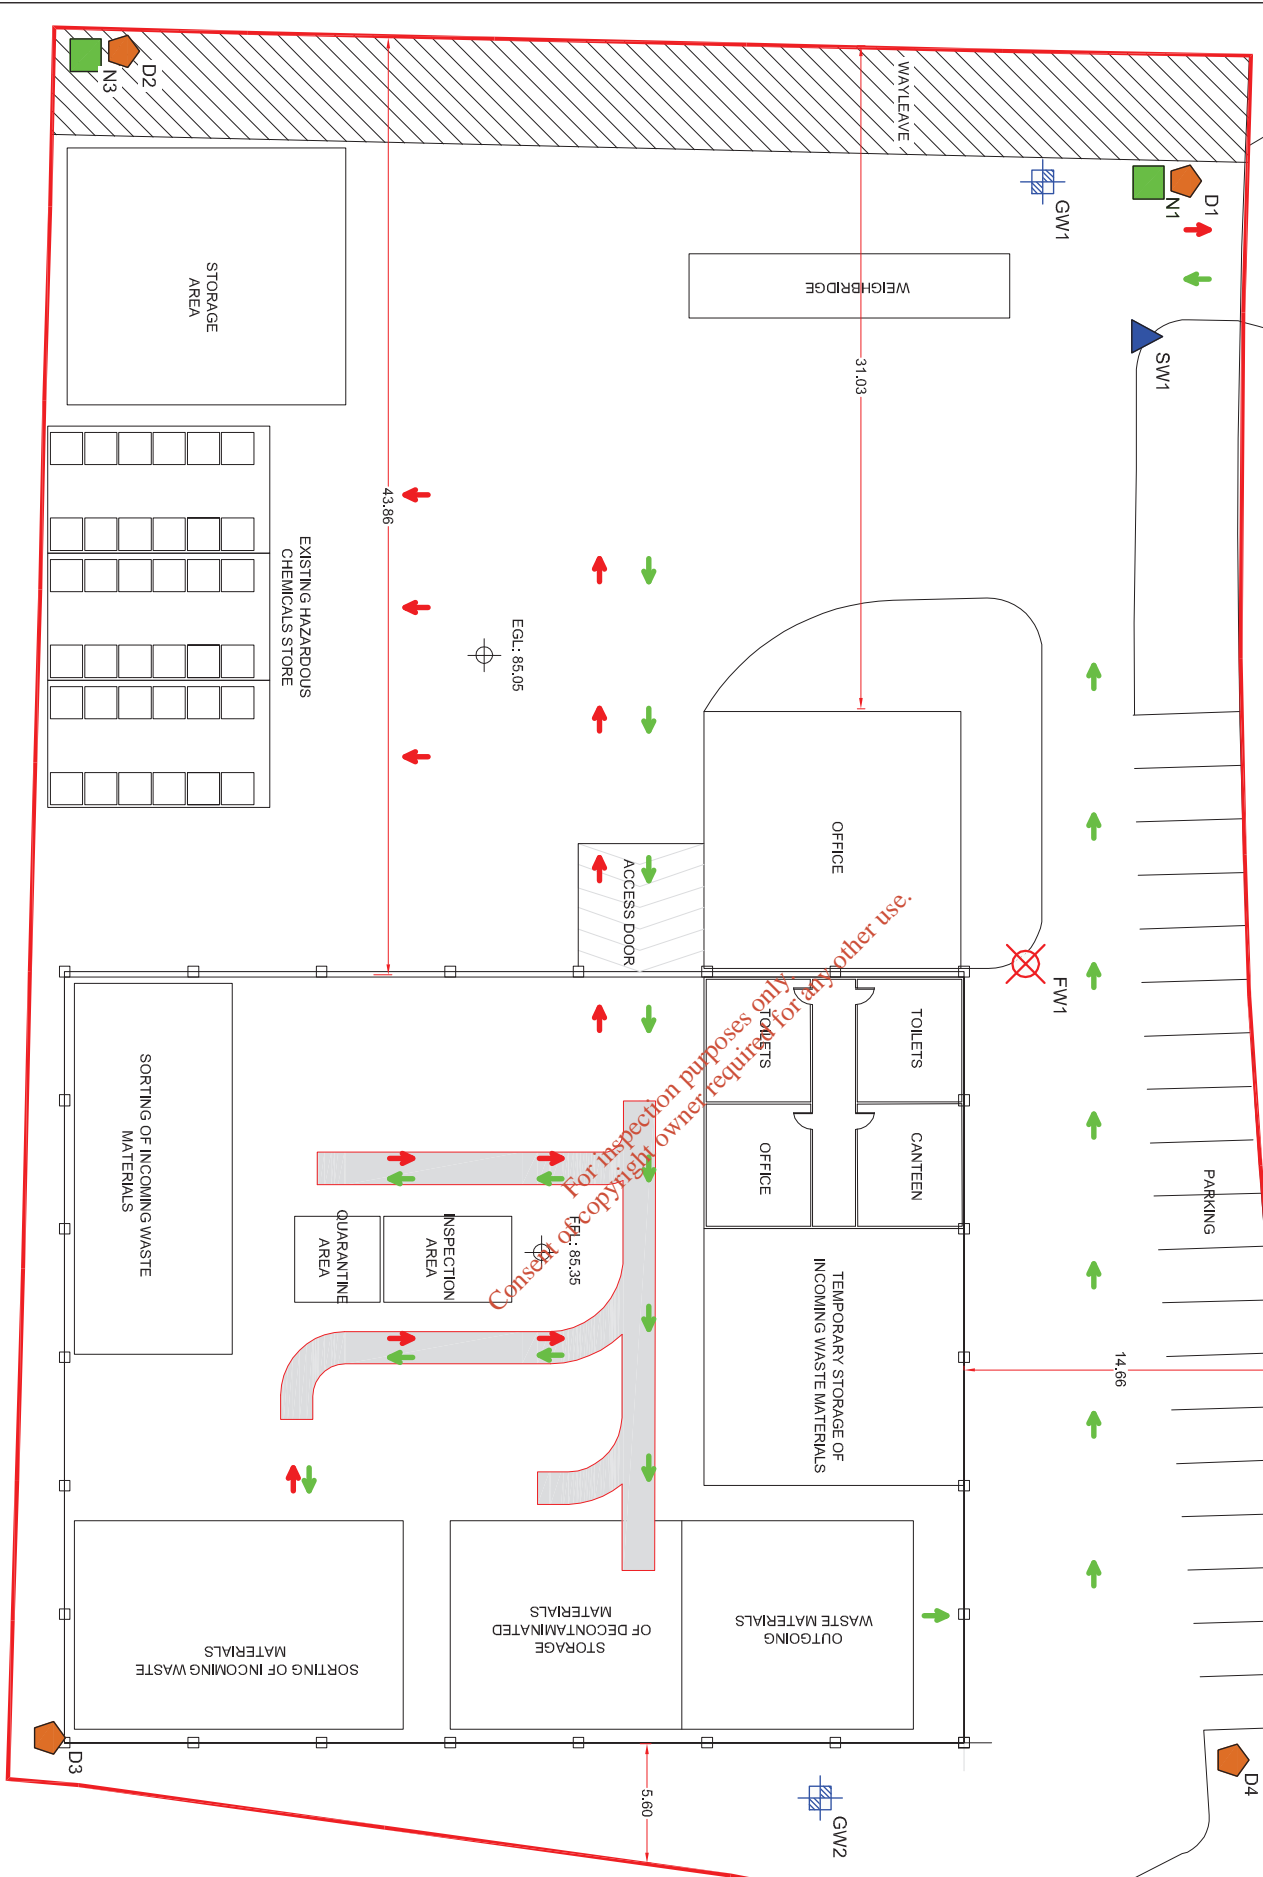 D2
N3
WAYLEAVE
D1
N1
GW1
WEIGHBRIDGE
STORAGE
AREA
SW1
31.03
43.86
EXISTING HAZARDOUS
CHEMICALS STORE
EGL: 85.05
OFFICE
ACCESS DOOR
FW1
TOILETS
TOILETS
OFFICE
CANTEEN
PARKING
SORTING OF INCOMING WASTE
MATERIALS
QUARANTINE
AREA
INSPECTION
AREA
FFL: 85.35
TEMPORARY STORAGE OF
INCOMING WASTE MATERIALS
14.66
SORTING OF INCOMING WASTE
MATERIALS
STORAGE
OF DECONTAMINATED
MATERIALS
OUTGOING
WASTE MATERIALS
D3
5.60
GW2
D4
For inspection purposes only.
Consent of copyright owner required for any other use.